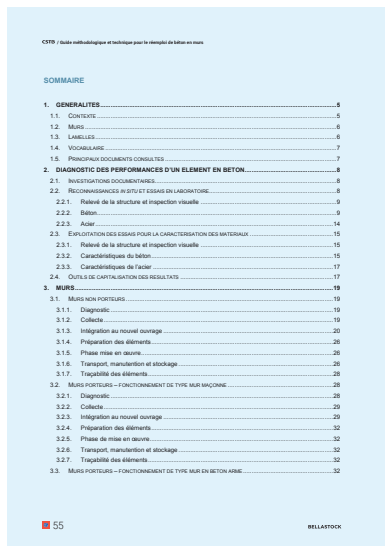 CSTB / Guide méthodologique et technique pour le réemploi de béton en murs
SOMMAIRE
1. GENERALITES 5
1.1. CONTEXTE 5
1.2. MURS 6
1.3. LAMELLES 6
1.4. VOCABULAIRE 7
1.5. PRINCIPAUX DOCUMENTS CONSULTES 7
2. DIAGNOSTIC DES PERFORMANCES D'UN ELEMENT EN BETON 8
2.1. INVESTIGATIONS DOCUMENTAIRES 8
2.2. RECONNAISSANCES IN SITU ET ESSAIS EN LABORATOIRE 8
2.2.1. Relevé de la structure et inspection visuelle 9
2.2.2. Béton 9
2.2.3. Acier 14
2.3. EXPLOITATION DES ESSAIS POUR LA CARACTERISATION DES MATERIAUX 15
2.3.1. Relevé de la structure et inspection visuelle 15
2.3.2. Caractéristiques du béton 15
2.3.3. Caractéristiques de l'acier 17
2.4. OUTILS DE CAPITALISATION DES RESULTATS 17
3. MURS 19
3.1. MURS NON PORTEURS 19
3.1.1. Diagnostic 19
3.1.2. Collecte 19
3.1.3. Intégration au nouvel ouvrage 20
3.1.4. Préparation des éléments 26
3.1.5. Phase mise en œuvre 26
3.1.6. Transport, manutention et stockage 26
3.1.7. Traçabilité des éléments 28
3.2. MURS PORTEURS – FONCTIONNEMENT DE TYPE MUR MAÇONNE 28
3.2.1. Diagnostic 28
3.2.2. Collecte 29
3.2.3. Intégration au nouvel ouvrage 29
3.2.4. Préparation des éléments 32
3.2.5. Phase de mise en œuvre 32
3.2.6. Transport, manutention et stockage 32
3.2.7. Traçabilité des éléments 32
3.3. MURS PORTEURS – FONCTIONNEMENT DE TYPE MUR EN BETON ARME 32
55
BELLASTOCK